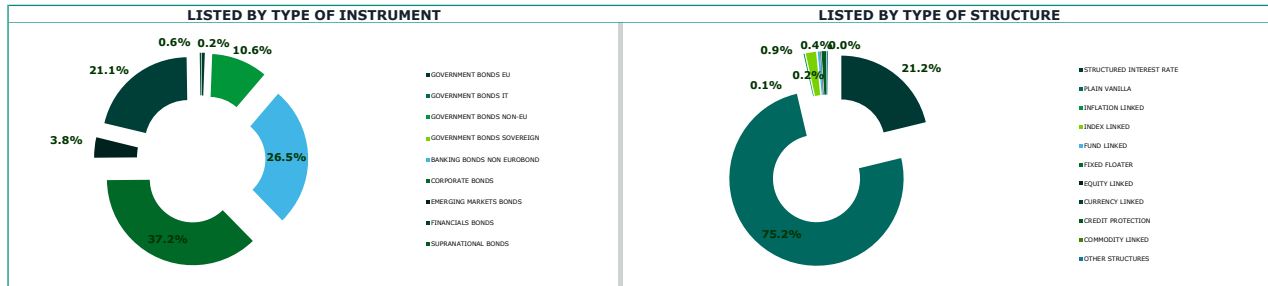 LISTED BY TYPE OF INSTRUMENT
0.6%
0.2%
10.6%
21.1%
3.8%
26.5%
37.2%
GOVERNMENT BONDS EU
GOVERNMENT BONDS IT
GOVERNMENT BONDS NON-EU
GOVERNMENT BONDS SOVEREIGN
BANKING BONDS NON EUROBOND
CORPORATE BONDS
EMERGING MARKETS BONDS
FINANCIALS BONDS
SUPRANATIONAL BONDS
LISTED BY TYPE OF STRUCTURE
0.9%
0.4%
0.0%
21.2%
0.2%
0.1%
75.2%
STRUCTURED INTEREST RATE
PLAIN VANILLA
INFLATION LINKED
INDEX LINKED
FUND LINKED
FIXED FLOATER
EQUITY LINKED
CURRENCY LINKED
CREDIT PROTECTION
COMMODITY LINKED
OTHER STRUCTURES